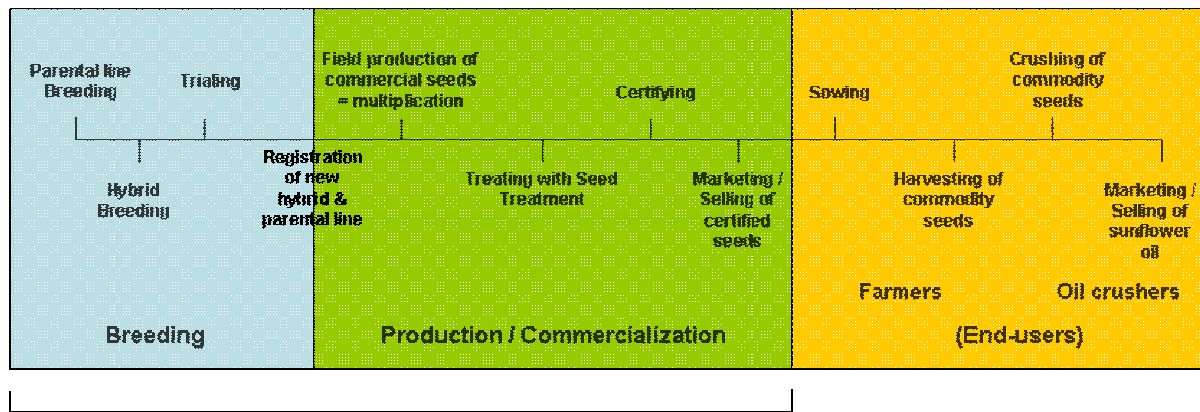 Parental line
Breeding
Trialing
Field production of
commercial seeds
= multiplication
Certifying
Sowing
Crushing of
commodity
seeds
Hybrid
Breeding
Registration
of new
hybrid &
parental line
Treating with Seed
Treatment
Marketing /
Selling of
certified
seeds
Harvesting of
commodity
seeds
Marketing /
Selling of
sunflower
oil
Farmers
Oil crushers
Breeding
Production / Commercialization
(End-users)